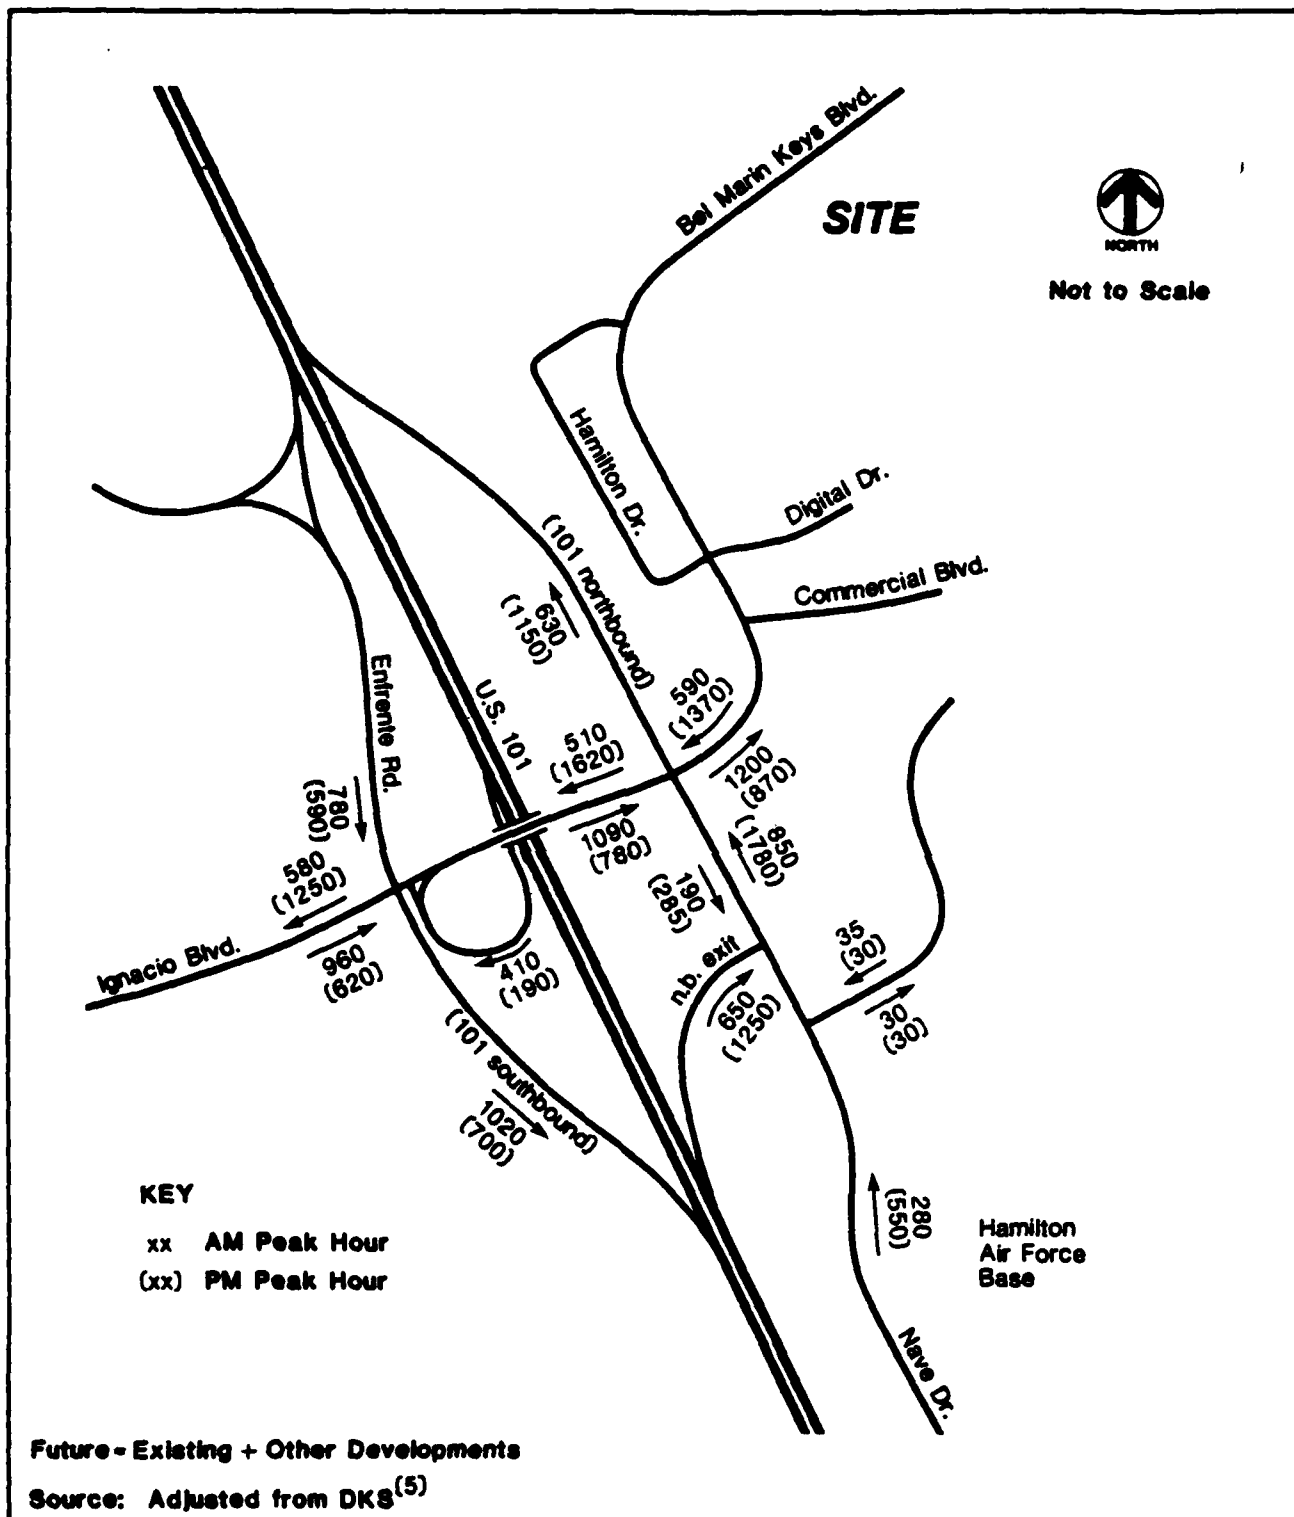 Bel Marin Keys Blvd.
SITE
NORTH
Not to Scale
Hamilton Dr.
Digital Dr.
Commercial Blvd.
(101 northbound)
630
(1150)
Enfrente Rd.
U.S. 101
590
(1370)
510
(1620)
1200
(870)
780
(590)
1090
(780)
850
(1780)
580
(1250)
190
(285)
Ignacio Blvd.
960
(620)
410
(190)
n.b. exit
35
(30)
650
(1250)
30
(30)
(101 southbound)
1020
(700)
280
(550)
Hamilton
Air Force
Base
KEY
xx AM Peak Hour
(xx) PM Peak Hour
Nave Dr.
Future = Existing + Other Developments
Source: Adjusted from DKS(5)